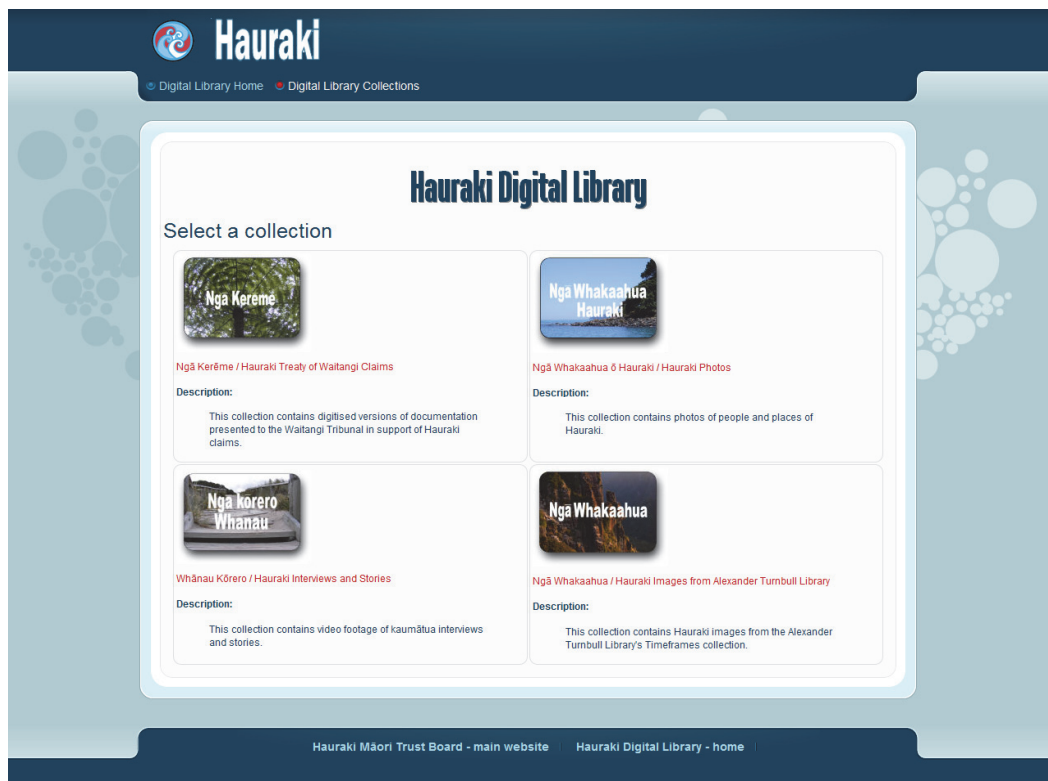 Hauraki
Digital Library Home Digital Library Collections
Hauraki Digital Library
Select a collection
Nga Kereme
Ngā Kerēme / Hauraki Treaty of Waitangi Claims
Description:
This collection contains digitised versions of documentation
presented to the Waitangi Tribunal in support of Hauraki
claims.
Nga Whakaahua
Hauraki
Ngā Whakaahua ō Hauraki / Hauraki Photos
Description:
This collection contains photos of people and places of
Hauraki.
Ngā kōrero
Whanau
Whānau Kōrero / Hauraki Interviews and Stories
Description:
This collection contains video footage of kaumātua interviews
and stories.
Ngā Whakaahua
Ngā Whakaahua / Hauraki Images from Alexander Turnbull Library
Description:
This collection contains Hauraki images from the Alexander
Turnbull Library's Timeframes collection.
Hauraki Māori Trust Board - main website | Hauraki Digital Library - home |